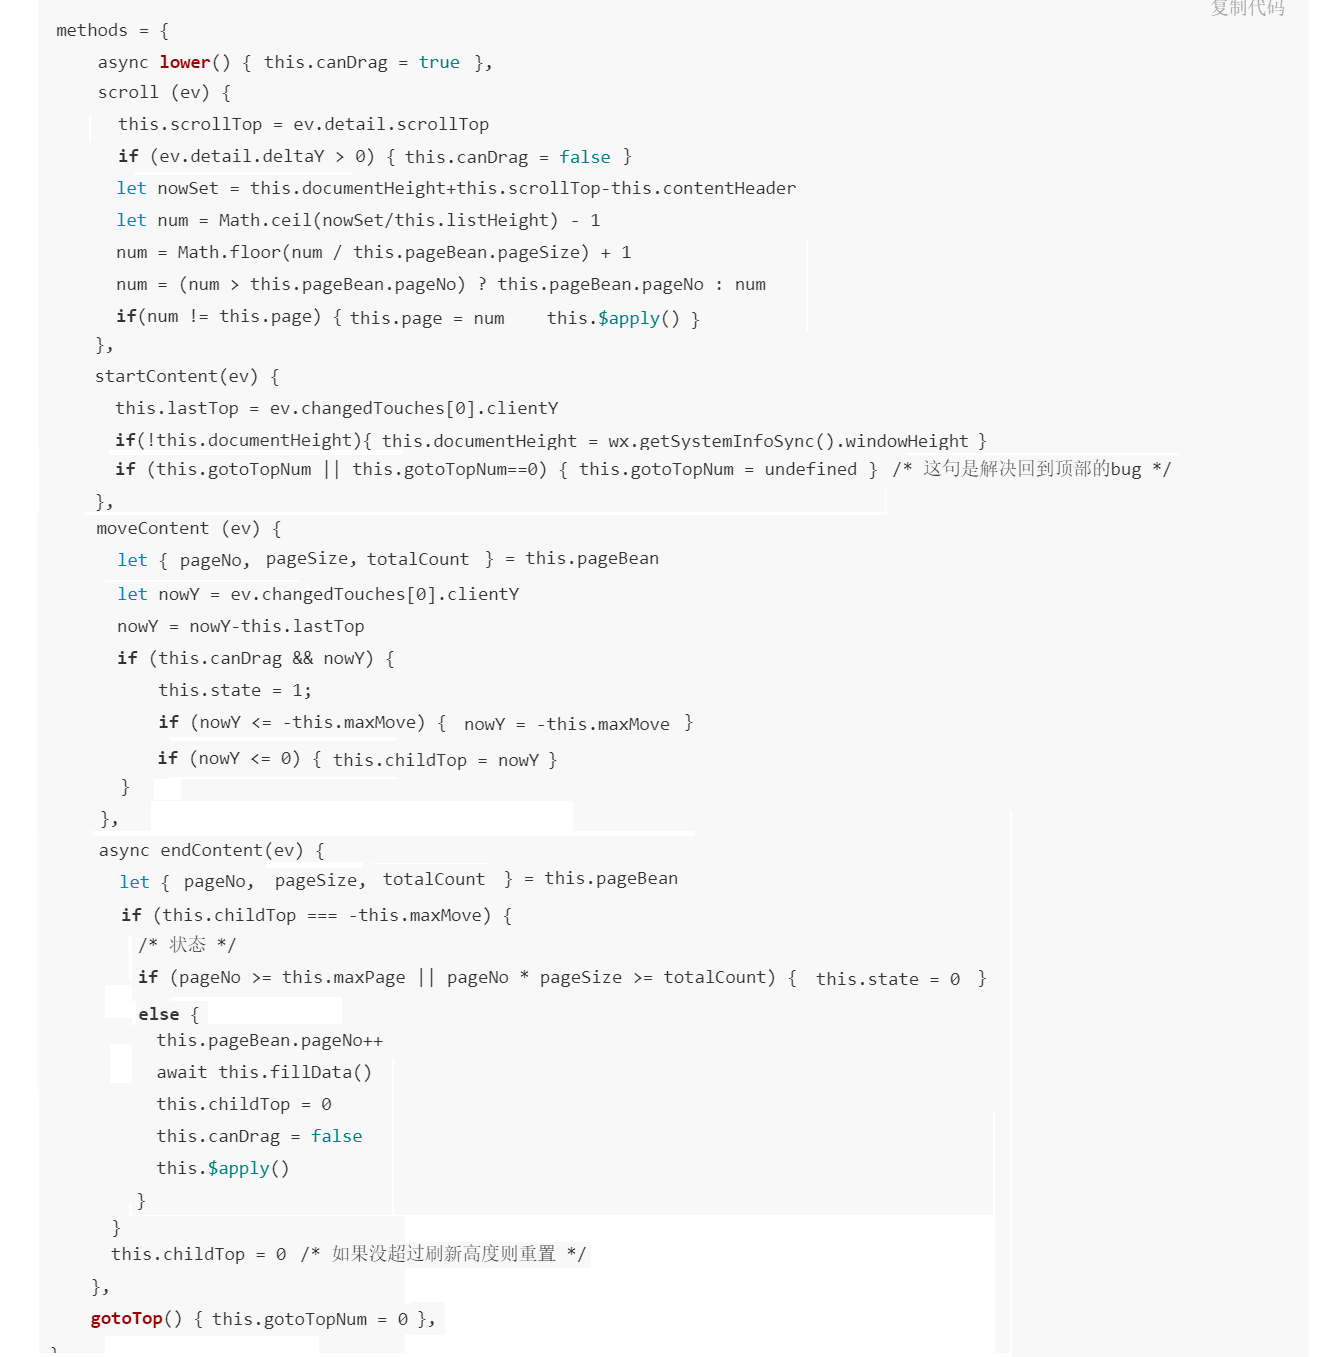 复制代码
methods = {
async lower() { this.canDrag = true },
scroll (ev) {
this.scrollTop = ev.detail.scrollTop
if (ev.detail.deltaY > 0) { this.canDrag = false }
let nowSet = this.documentHeight+this.scrollTop-this.contentHeader
let num = Math.ceil(nowSet/this.listHeight) - 1
num = Math.floor(num / this.pageBean.pageSize) + 1
num = (num > this.pageBean.pageNo) ? this.pageBean.pageNo : num
if(num != this.page) { this.page = num this.$apply() }
},
startContent(ev) {
this.lastTop = ev.changedTouches[0].clientY
if(!this.documentHeight){ this.documentHeight = wx.getSystemInfoSync().windowHeight }
if (this.gotoTopNum || this.gotoTopNum==0) { this.gotoTopNum = undefined } /* 这句是解决回到顶部的bug */
},
moveContent (ev) {
let { pageNo, pageSize, totalCount } = this.pageBean
let nowY = ev.changedTouches[0].clientY
nowY = nowY-this.lastTop
if (this.canDrag && nowY) {
this.state = 1;
if (nowY <= -this.maxMove) { nowY = -this.maxMove }
if (nowY <= 0) { this.childTop = nowY }
}
},
async endContent(ev) {
let { pageNo, pageSize, totalCount } = this.pageBean
if (this.childTop === -this.maxMove) {
/* 状态 */
if (pageNo >= this.maxPage || pageNo * pageSize >= totalCount) { this.state = 0 }
else {
this.pageBean.pageNo++
await this.fillData()
this.childTop = 0
this.canDrag = false
this.$apply()
}
}
this.childTop = 0 /* 如果没超过刷新高度则重置 */
},
gotoTop() { this.gotoTopNum = 0 },
}